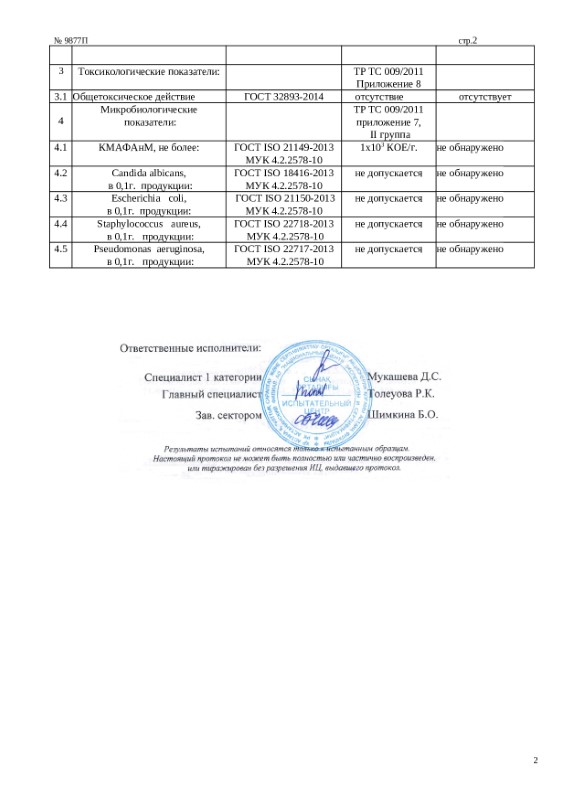 № 9877П стр.2
3 Токсикологические показатели: ТР ТС 009/2011
Приложение 8
3.1 Общетоксическое действие ГОСТ 32893-2014 отсутствие отсутствует
Микробиологические ТР ТС 009/2011
4 показатели: приложение 7,
II группа
4.1 КМАФАнМ, не более: ГОСТ ISO 21149-2013 1x10³ КОЕ/г. не обнаружено
МУК 4.2.2578-10
4.2 Candida albicans, ГОСТ ISO 18416-2013 не допускается не обнаружено
в 0,1г. продукции: МУК 4.2.2578-10
4.3 Escherichia coli, ГОСТ ISO 21150-2013 не допускается не обнаружено
в 0,1г. продукции: МУК 4.2.2578-10
4.4 Staphylococcus aureus, ГОСТ ISO 22718-2013 не допускается не обнаружено
в 0,1г. продукции: МУК 4.2.2578-10
4.5 Pseudomonas aeruginosa, ГОСТ ISO 22717-2013 не допускается не обнаружено
в 0,1г. продукции: МУК 4.2.2578-10
Ответственные исполнители:
Специалист 1 категории Мукашева Д.С.
Главный специалист Толеуова Р.К.
Зав. сектором Шимкина Б.О.
ИСПЫТАТЕЛЬНЫЙ
ЦЕНТР
Результаты испытаний относятся только к испытанным образцам.
Настоящий протокол не может быть полностью или частично воспроизведен,
или тиражирован без разрешения ИЦ, выдавшего протокол.
2